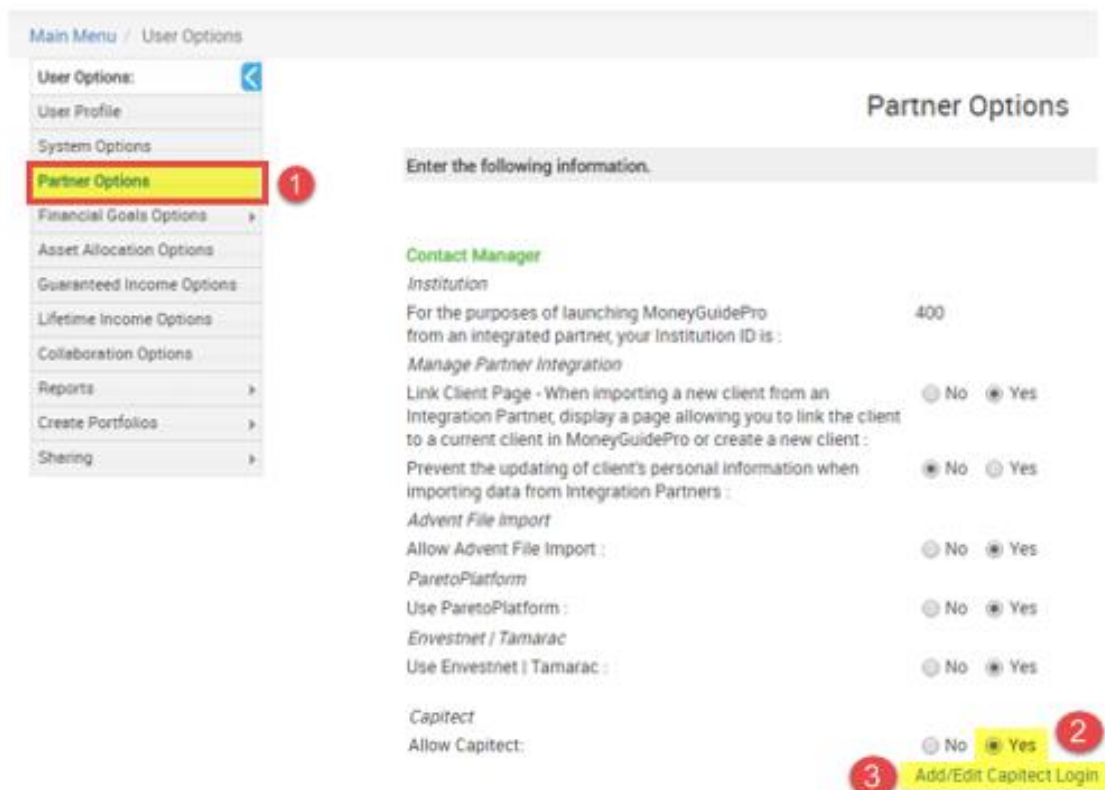 Main Menu / User Options
User Options:
User Profile
System Options
Partner Options
1
Financial Goals Options
Asset Allocation Options
Guaranteed Income Options
Lifetime Income Options
Collaboration Options
Reports
Create Portfolios
Sharing
Partner Options
Enter the following information.
Contact Manager
Institution
For the purposes of launching MoneyGuidePro 400
from an integrated partner, your Institution ID is :
Manage Partner Integration
Link Client Page - When importing a new client from an No Yes
Integration Partner, display a page allowing you to link the client
to a current client in MoneyGuidePro or create a new client :
Prevent the updating of client's personal information when No Yes
importing data from Integration Partners :
Advent File Import
Allow Advent File Import : No Yes
ParetoPlatform
Use ParetoPlatform : No Yes
Envestnet | Tamarac
Use Envestnet | Tamarac : No Yes
Capitect
Allow Capitect: No Yes 2
3 Add/Edit Capitect Login